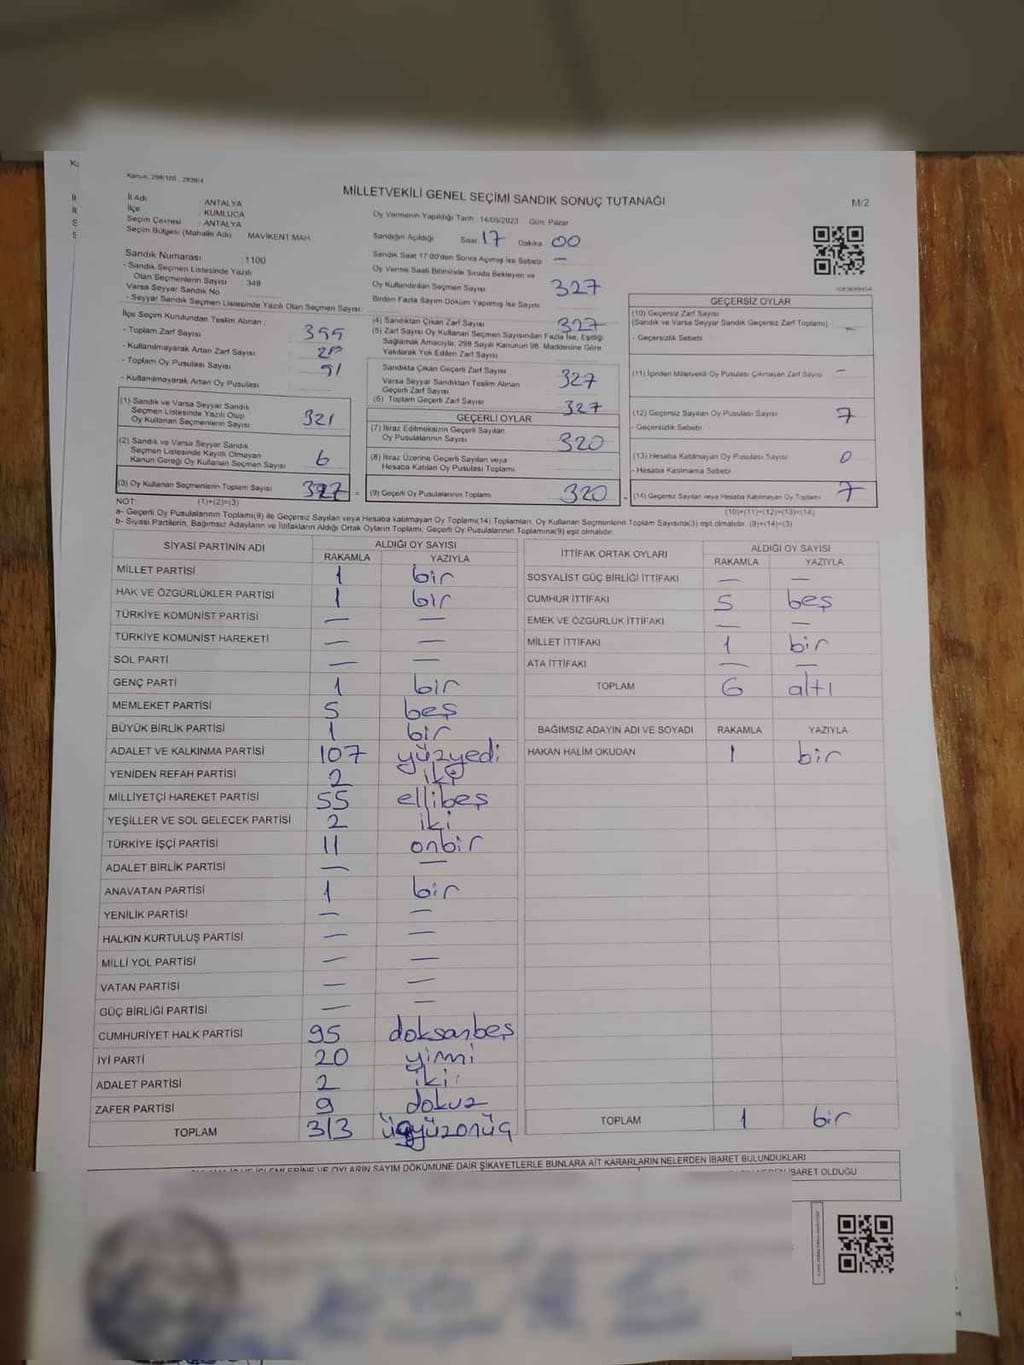 Kanun: 298/105 , 2839/4
MİLLETVEKİLİ GENEL SEÇİMİ SANDIK SONUÇ TUTANAĞI
M/2
İl Adı : ANTALYA
İlçe : KUMLUCA
Seçim Çevresi : ANTALYA
Seçim Bölgesi (Mahalle Adı) : MAVİKENT MAH.
Sandık Numarası : 1100
- Sandık Seçmen Listesinde Yazılı
Olan Seçmenlerin Sayısı : 349
Varsa Seyyar Sandık No
- Seyyar Sandık Seçmen Listesinde Yazılı Olan Seçmen Sayısı:
İlçe Seçim Kurulundan Teslim Alınan :
- Toplam Zarf Sayısı
- Kullanılmayarak Artan Zarf Sayısı
- Toplam Oy Pusulası Sayısı
- Kullanılmayarak Artan Oy Pusulası
(1) Sandık ve Varsa Seyyar Sandık
Seçmen Listesinde Yazılı Olup
Oy Kullanan Seçmenlerin Sayısı 321
(2) Sandık ve Varsa Seyyar Sandık
Seçmen Listesinde Kayıtlı Olmayan
Kanun Gereği Oy Kullanan Seçmen Sayısı 6
(3) Oy Kullanan Seçmenlerin Toplam Sayısı 327 =
NOT: (1)+(2)=(3)
Oy Vermenin Yapıldığı Tarih : 14/05/2023 Gün: Pazar
Sandığın Açıldığı Saat 17 Dakika 00
Sandık Saat 17.00'den Sonra Açılmış İse Sebebi —
Oy Verme Saati Bitiminde Sırada Bekleyen ve
Oy Kullandırılan Seçmen Sayısı 327
Birden Fazla Sayım Döküm Yapılmış İse Sayısı
(4) Sandıktan Çıkan Zarf Sayısı 327
(5) Zarf Sayısı Oy Kullanan Seçmen Sayısından Fazla İse, Eşitliği
Sağlamak Amacıyla, 298 Sayılı Kanunun 98. Maddesine Göre
Yakılarak Yok Edilen Zarf Sayısı
Sandıkta Çıkan Geçerli Zarf Sayısı 327
Varsa Seyyar Sandıktan Teslim Alınan
Geçerli Zarf Sayısı
(6) Toplam Geçerli Zarf Sayısı 327
GEÇERLİ OYLAR
(7) İtiraz Edilmeksizin Geçerli Sayılan
Oy Pusulalarının Sayısı 320
(8) İtiraz Üzerine Geçerli Sayılan veya
Hesaba Katılan Oy Pusulası Toplamı
(9) Geçerli Oy Pusulalarının Toplamı 320
GEÇERSİZ OYLAR
(10) Geçersiz Zarf Sayısı
(Sandık ve Varsa Seyyar Sandık Geçersiz Zarf Toplamı) —
- Geçersizlik Sebebi:
(11) İçinden Milletvekili Oy Pusulası Çıkmayan Zarf Sayısı —
(12) Geçersiz Sayılan Oy Pusulası Sayısı 7
- Geçersizlik Sebebi
(13) Hesaba Katılmayan Oy Pusulası Sayısı 0
- Hesaba Katılmama Sebebi
(14) Geçersiz Sayılan veya Hesaba Katılmayan Oy Toplamı 7
(10)+(11)+(12)+(13)=(14)
a- Geçerli Oy Pusulalarının Toplamı(9) ile Geçersiz Sayılan veya Hesaba katılmayan Oy Toplamı(14) Toplamları, Oy Kullanan Seçmenlerin Toplam Sayısına(3) eşit olmalıdır. (9)+(14)=(3)
b- Siyasi Partilerin, Bağımsız Adayların ve İttifakların Aldığı Ortak Oyların Toplamı, Geçerli Oy Pusulalarının Toplamına(9) eşit olmalıdır.
SİYASİ PARTİNİN ADI
ALDIĞI OY SAYISI
RAKAMLA YAZIYLA
MİLLET PARTİSİ 1 bir
HAK VE ÖZGÜRLÜKLER PARTİSİ 1 bir
TÜRKİYE KOMÜNİST PARTİSİ — —
TÜRKİYE KOMÜNİST HAREKETİ — —
SOL PARTİ — —
GENÇ PARTİ 1 bir
MEMLEKET PARTİSİ 5 beş
BÜYÜK BİRLİK PARTİSİ 1 bir
ADALET VE KALKINMA PARTİSİ 107 yüzyedi
YENİDEN REFAH PARTİSİ 2 iki
MİLLİYETÇİ HAREKET PARTİSİ 55 ellibeş
YEŞİLLER VE SOL GELECEK PARTİSİ 2 iki
TÜRKİYE İŞÇİ PARTİSİ 11 onbir
ADALET BİRLİK PARTİSİ — —
ANAVATAN PARTİSİ 1 bir
YENİLİK PARTİSİ — —
HALKIN KURTULUŞ PARTİSİ — —
MİLLİ YOL PARTİSİ — —
VATAN PARTİSİ — —
GÜÇ BİRLİĞİ PARTİSİ — —
CUMHURİYET HALK PARTİSİ 95 doksanbeş
İYİ PARTİ 20 yirmi
ADALET PARTİSİ 2 iki
ZAFER PARTİSİ 9 dokuz
TOPLAM 313 üçyüzonüç
İTTİFAK ORTAK OYLARI
ALDIĞI OY SAYISI
RAKAMLA YAZIYLA
SOSYALİST GÜÇ BİRLİĞİ İTTİFAKI — —
CUMHUR İTTİFAKI 5 beş
EMEK VE ÖZGÜRLÜK İTTİFAKI — —
MİLLET İTTİFAKI 1 bir
ATA İTTİFAKI — —
TOPLAM 6 altı
BAĞIMSIZ ADAYIN ADI VE SOYADI RAKAMLA YAZIYLA
HAKAN HALİM OKUDAN 1 bir
TOPLAM 1 bir
OYLARIN SAYIM DÖKÜMÜNE DAİR ŞİKAYETLERLE BUNLARA AİT KARARLARIN NELERDEN İBARET BULUNDUKLARI
İBARET OLDUĞU